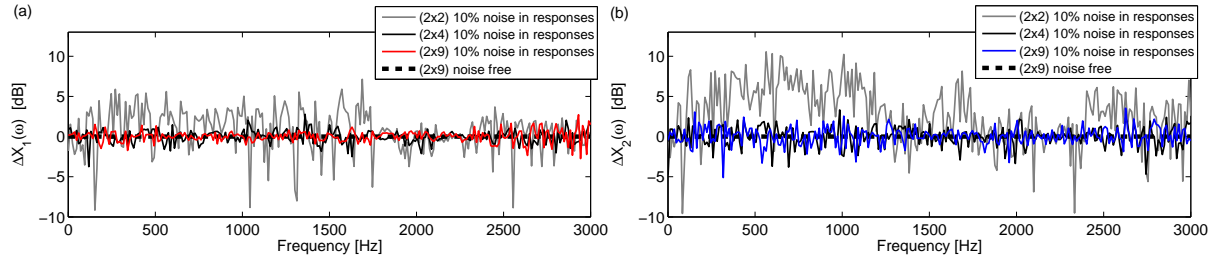 (a)
(2x2) 10% noise in responses
(2x4) 10% noise in responses
(2x9) 10% noise in responses
(2x9) noise free
10
5
0
−5
−10
ΔX1(ω) [dB]
0 500 1000 1500 2000 2500 3000
Frequency [Hz]
(b)
(2x2) 10% noise in responses
(2x4) 10% noise in responses
(2x9) 10% noise in responses
(2x9) noise free
10
5
0
−5
−10
ΔX2(ω) [dB]
0 500 1000 1500 2000 2500 3000
Frequency [Hz]